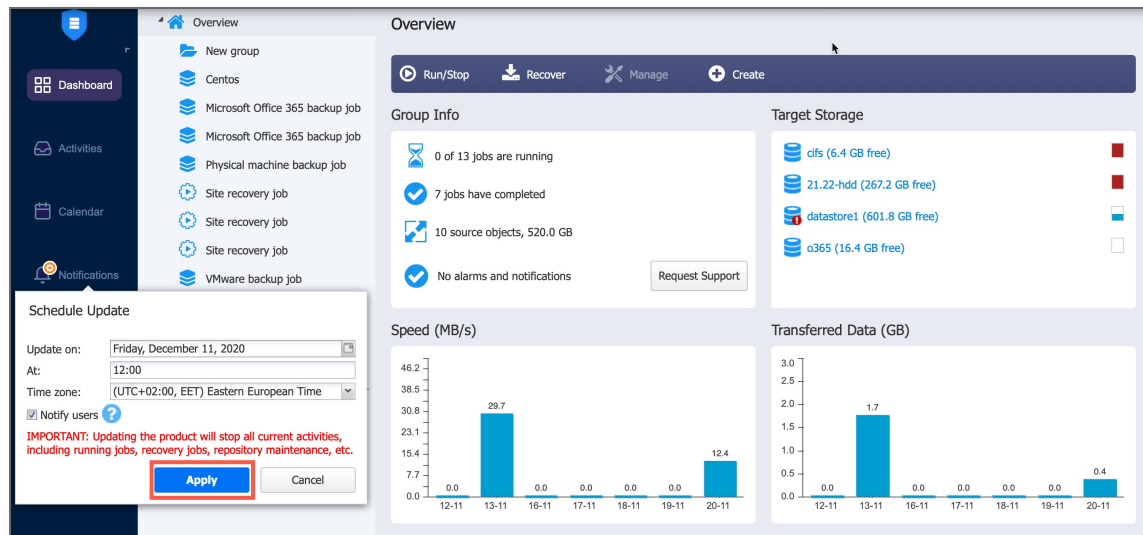 Dashboard
Activities
Calendar
Notifications
Overview
New group
Centos
Microsoft Office 365 backup job
Microsoft Office 365 backup job
Physical machine backup job
Site recovery job
Site recovery job
Site recovery job
VMware backup job
Schedule Update
Update on: Friday, December 11, 2020
At: 12:00
Time zone: (UTC+02:00, EET) Eastern European Time
Notify users ?
IMPORTANT: Updating the product will stop all current activities,
including running jobs, recovery jobs, repository maintenance, etc.
Apply Cancel
Overview
Run/Stop Recover Manage Create
Group Info
0 of 13 jobs are running
7 jobs have completed
10 source objects, 520.0 GB
No alarms and notifications Request Support
Target Storage
cifs (6.4 GB free)
21.22-hdd (267.2 GB free)
datastore1 (601.8 GB free)
o365 (16.4 GB free)
Speed (MB/s)
46.2
38.5
30.8
23.1
15.4
7.7
0.0
0.0 29.7 0.0 0.0 0.0 0.0 12.4
12-11 13-11 16-11 17-11 18-11 19-11 20-11
Transferred Data (GB)
3.0
2.5
2.0
1.5
1.0
0.5
0.0
0.0 1.7 0.0 0.0 0.0 0.0 0.4
12-11 13-11 16-11 17-11 18-11 19-11 20-11